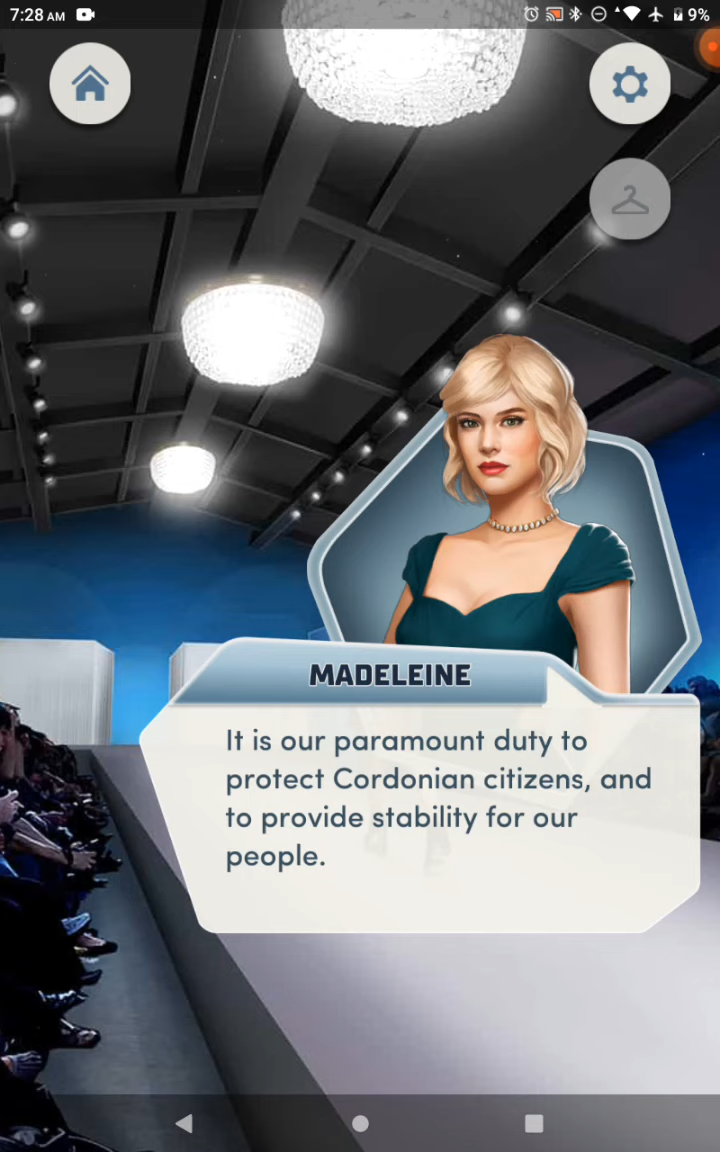 7:28 AM
9%
MADELEINE
It is our paramount duty to
protect Cordonian citizens, and
to provide stability for our
people.